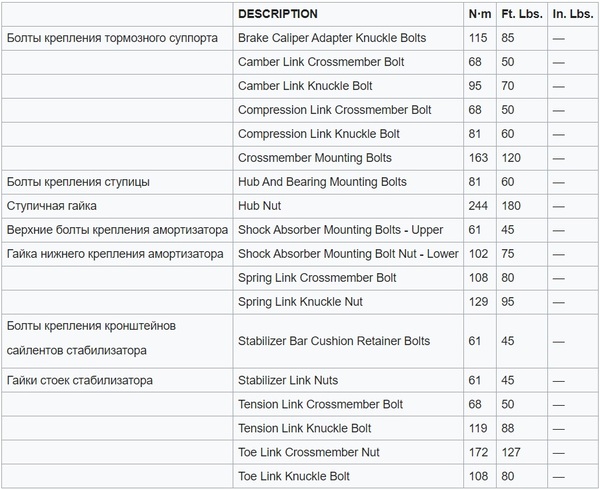 DESCRIPTION N·m Ft. Lbs. In. Lbs.
Болты крепления тормозного суппорта Brake Caliper Adapter Knuckle Bolts 115 85 —
Camber Link Crossmember Bolt 68 50 —
Camber Link Knuckle Bolt 95 70 —
Compression Link Crossmember Bolt 68 50 —
Compression Link Knuckle Bolt 81 60 —
Crossmember Mounting Bolts 163 120 —
Болты крепления ступицы Hub And Bearing Mounting Bolts 81 60 —
Ступичная гайка Hub Nut 244 180 —
Верхние болты крепления амортизатора Shock Absorber Mounting Bolts - Upper 61 45 —
Гайка нижнего крепления амортизатора Shock Absorber Mounting Bolt Nut - Lower 102 75 —
Spring Link Crossmember Bolt 108 80 —
Spring Link Knuckle Nut 129 95 —
Болты крепления кронштейнов
сайлентов стабилизатора Stabilizer Bar Cushion Retainer Bolts 61 45 —
Гайки стоек стабилизатора Stabilizer Link Nuts 61 45 —
Tension Link Crossmember Bolt 68 50 —
Tension Link Knuckle Bolt 119 88 —
Toe Link Crossmember Nut 172 127 —
Toe Link Knuckle Bolt 108 80 —